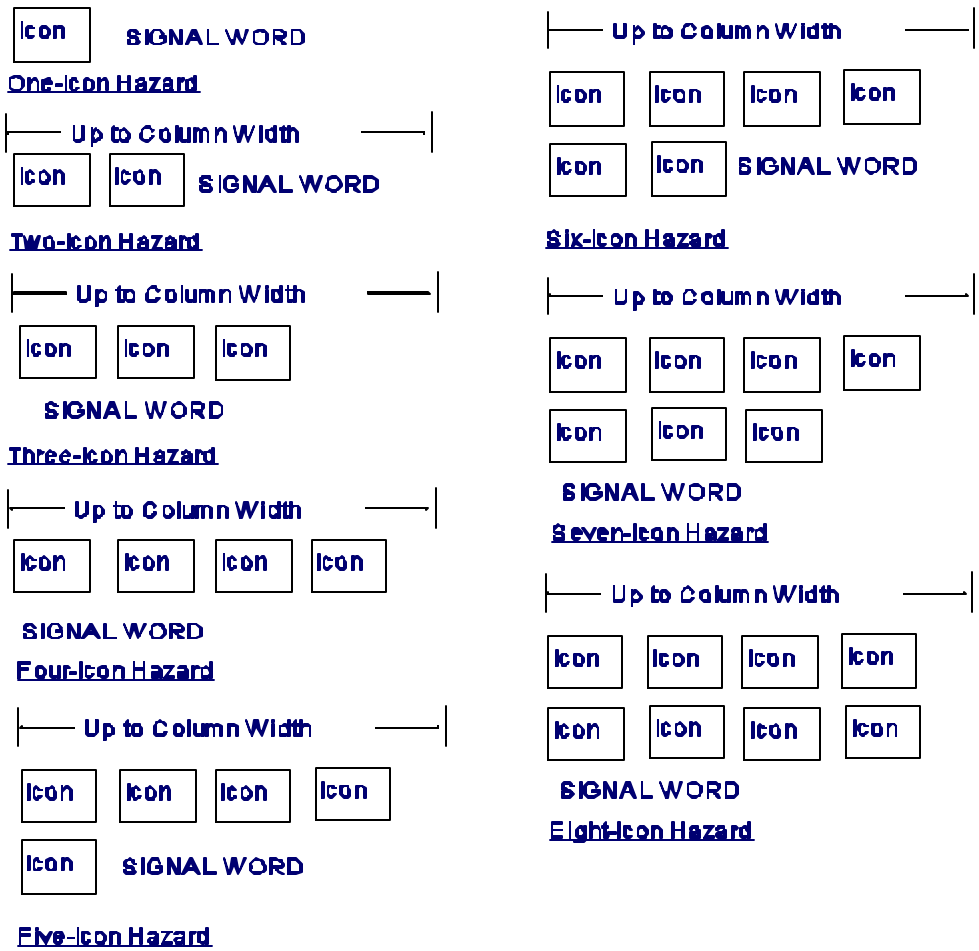 Icon SIGNAL WORD
One-Icon Hazard
Up to Column Width
Icon Icon SIGNAL WORD
Two-Icon Hazard
Up to Column Width
Icon Icon Icon
SIGNAL WORD
Three-Icon Hazard
Up to Column Width
Icon Icon Icon Icon
SIGNAL WORD
Four-Icon Hazard
Up to Column Width
Icon Icon Icon Icon
Icon SIGNAL WORD
Five-Icon Hazard
Up to Column Width
Icon Icon Icon Icon
Icon Icon SIGNAL WORD
Six-Icon Hazard
Up to Column Width
Icon Icon Icon Icon
Icon Icon Icon
SIGNAL WORD
Seven-Icon Hazard
Up to Column Width
Icon Icon Icon Icon
Icon Icon Icon Icon
SIGNAL WORD
Eight-Icon Hazard